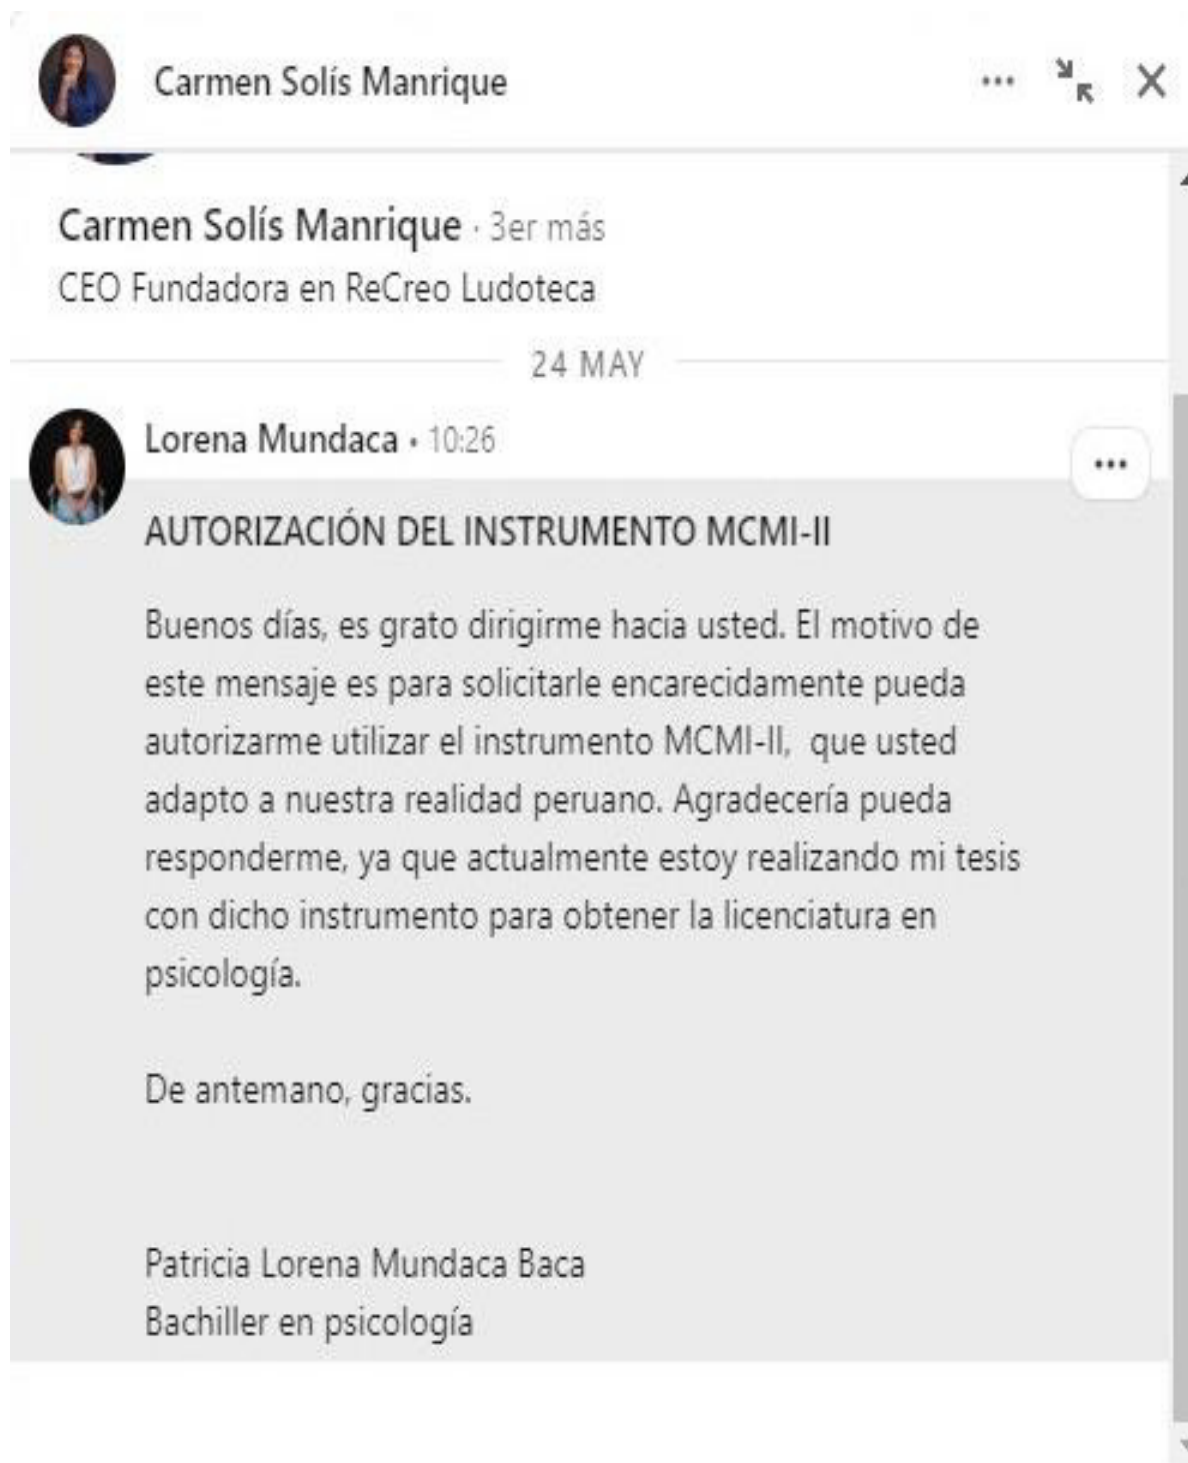 Carmen Solís Manrique
Carmen Solís Manrique · 3er más
CEO Fundadora en ReCreo Ludoteca
24 MAY
Lorena Mundaca • 10:26
AUTORIZACIÓN DEL INSTRUMENTO MCMI-II
Buenos días, es grato dirigirme hacia usted. El motivo de
este mensaje es para solicitarle encarecidamente pueda
autorizarme utilizar el instrumento MCMI-II, que usted
adapto a nuestra realidad peruano. Agradecería pueda
responderme, ya que actualmente estoy realizando mi tesis
con dicho instrumento para obtener la licenciatura en
psicología.
De antemano, gracias.
Patricia Lorena Mundaca Baca
Bachiller en psicología